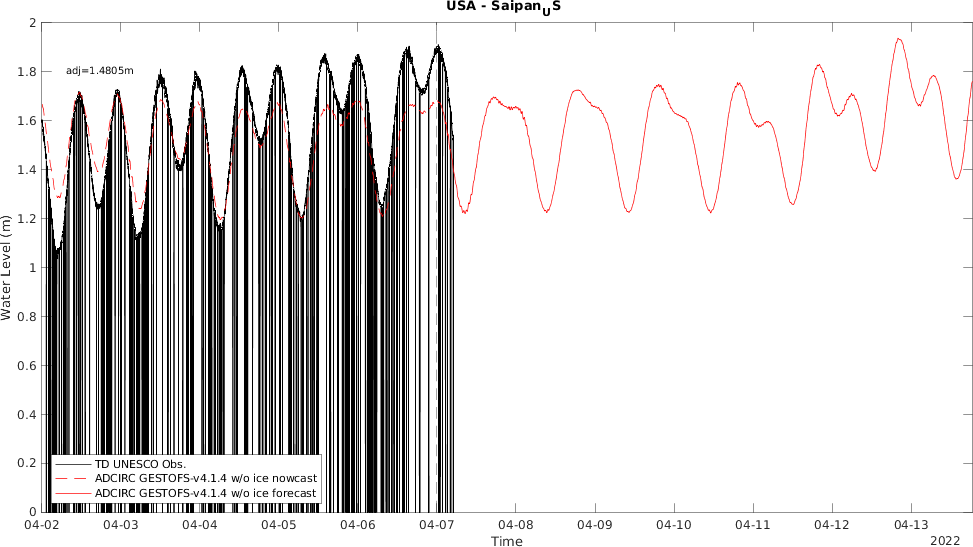 USA - Saipan_US
2
1.8
1.6
1.4
1.2
1
0.8
0.6
0.4
0.2
0
Water Level (m)
adj=1.4805m
TD UNESCO Obs.
ADCIRC GESTOFS-v4.1.4 w/o ice nowcast
ADCIRC GESTOFS-v4.1.4 w/o ice forecast
04-02 04-03 04-04 04-05 04-06 04-07 04-08 04-09 04-10 04-11 04-12 04-13
Time
2022